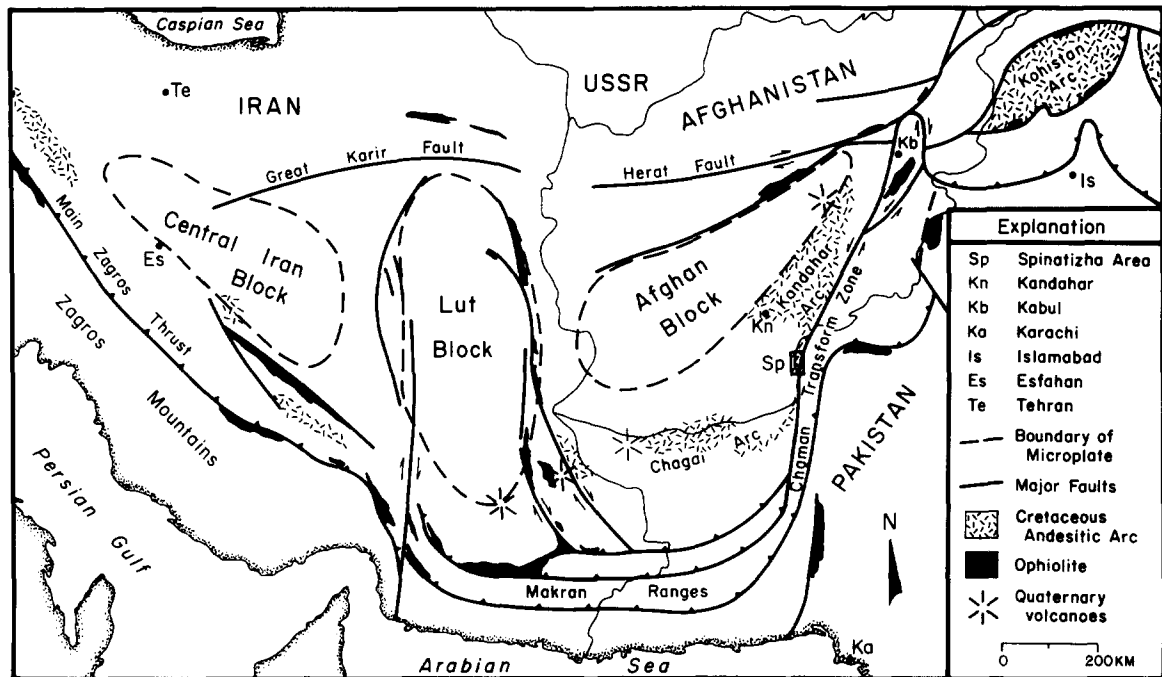 Caspian Sea
Te
IRAN
USSR
AFGHANISTAN
Kohistan
Arc
Great Karir Fault
Herat Fault
Kb
Is
Main Zagros Thrust
Central Iran
Block
Es
Lut
Block
Afghan
Block
Kandahar
Arc
Kn
Sp
Chaman Transform Zone
Chagai Arc
PAKISTAN
Zagros
Mountains
Persian
Gulf
Makran Ranges
N
Arabian Sea
Ka
Explanation
Sp Spinatizha Area
Kn Kandahar
Kb Kabul
Ka Karachi
Is Islamabad
Es Esfahan
Te Tehran
Boundary of
Microplate
Major Faults
Cretaceous
Andesitic Arc
Ophiolite
Quaternary
volcanoes
0 200KM